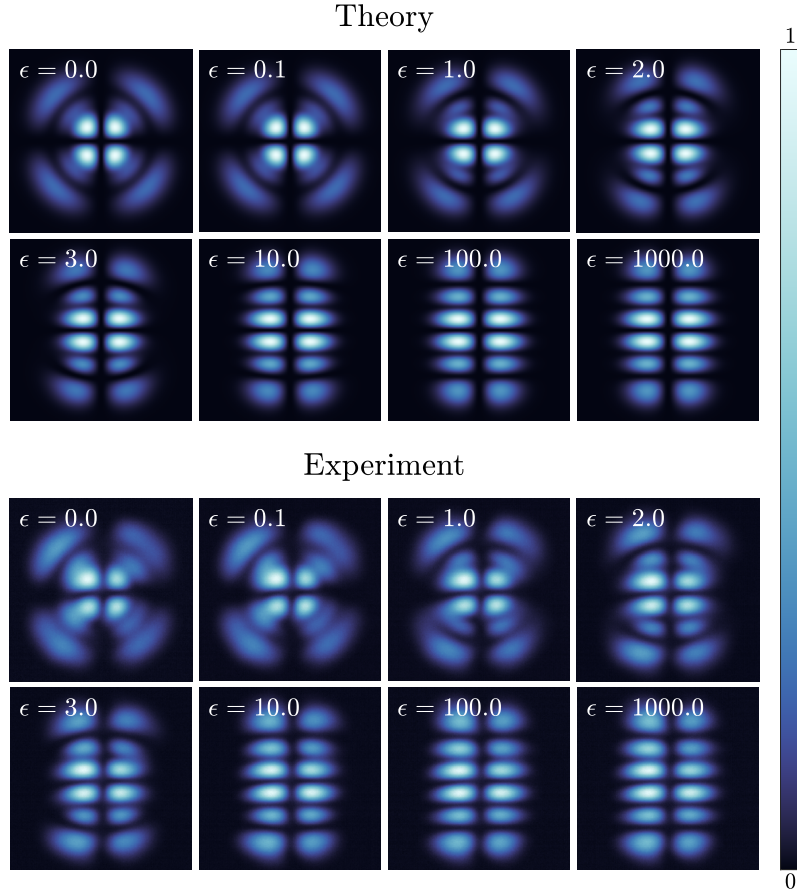 Theory
1
ϵ = 0.0
ϵ = 0.1
ϵ = 1.0
ϵ = 2.0
ϵ = 3.0
ϵ = 10.0
ϵ = 100.0
ϵ = 1000.0
Experiment
ϵ = 0.0
ϵ = 0.1
ϵ = 1.0
ϵ = 2.0
ϵ = 3.0
ϵ = 10.0
ϵ = 100.0
ϵ = 1000.0
0